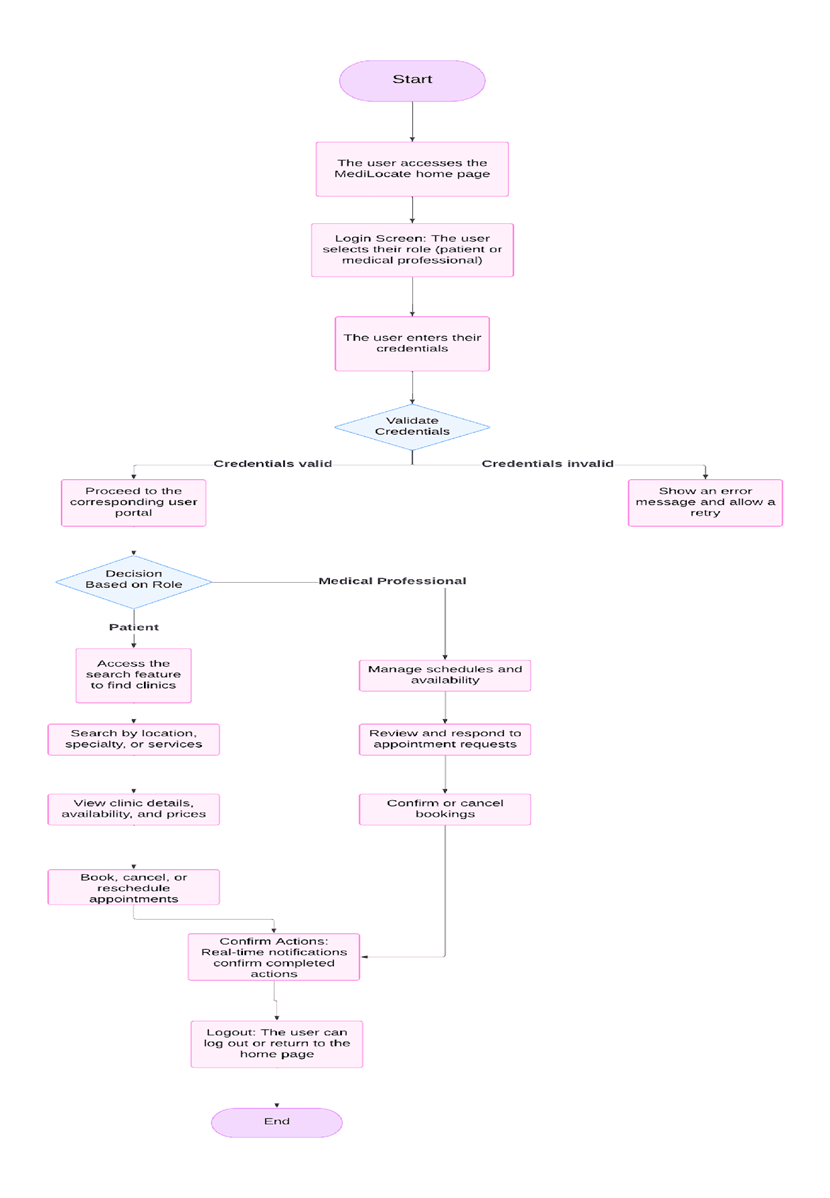 Start
The user accesses the
MediLocate home page
Login Screen: The user
selects their role (patient or
medical professional)
The user enters their
credentials
Validate
Credentials
Credentials valid
Credentials invalid
Proceed to the
corresponding user
portal
Show an error
message and allow a
retry
Decision
Based on Role
Medical Professional
Patient
Access the
search feature
to find clinics
Manage schedules and
availability
Search by location,
specialty, or services
Review and respond to
appointment requests
View clinic details,
availability, and prices
Confirm or cancel
bookings
Book, cancel, or
reschedule
appointments
Confirm Actions:
Real-time notifications
confirm completed
actions
Logout: The user can
log out or return to the
home page
End